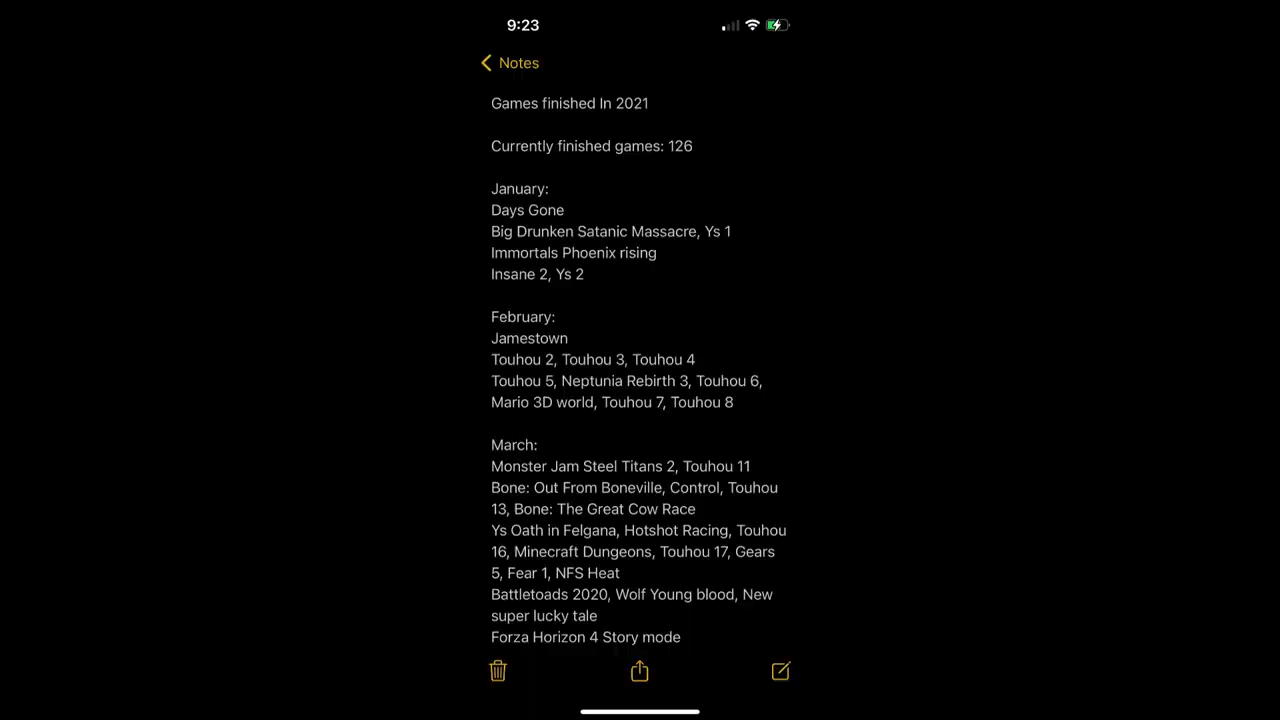 9:23
Notes
Games finished In 2021
Currently finished games: 126
January:
Days Gone
Big Drunken Satanic Massacre, Ys 1
Immortals Phoenix rising
Insane 2, Ys 2
February:
Jamestown
Touhou 2, Touhou 3, Touhou 4
Touhou 5, Neptunia Rebirth 3, Touhou 6,
Mario 3D world, Touhou 7, Touhou 8
March:
Monster Jam Steel Titans 2, Touhou 11
Bone: Out From Boneville, Control, Touhou
13, Bone: The Great Cow Race
Ys Oath in Felgana, Hotshot Racing, Touhou
16, Minecraft Dungeons, Touhou 17, Gears
5, Fear 1, NFS Heat
Battletoads 2020, Wolf Young blood, New
super lucky tale
Forza Horizon 4 Story mode